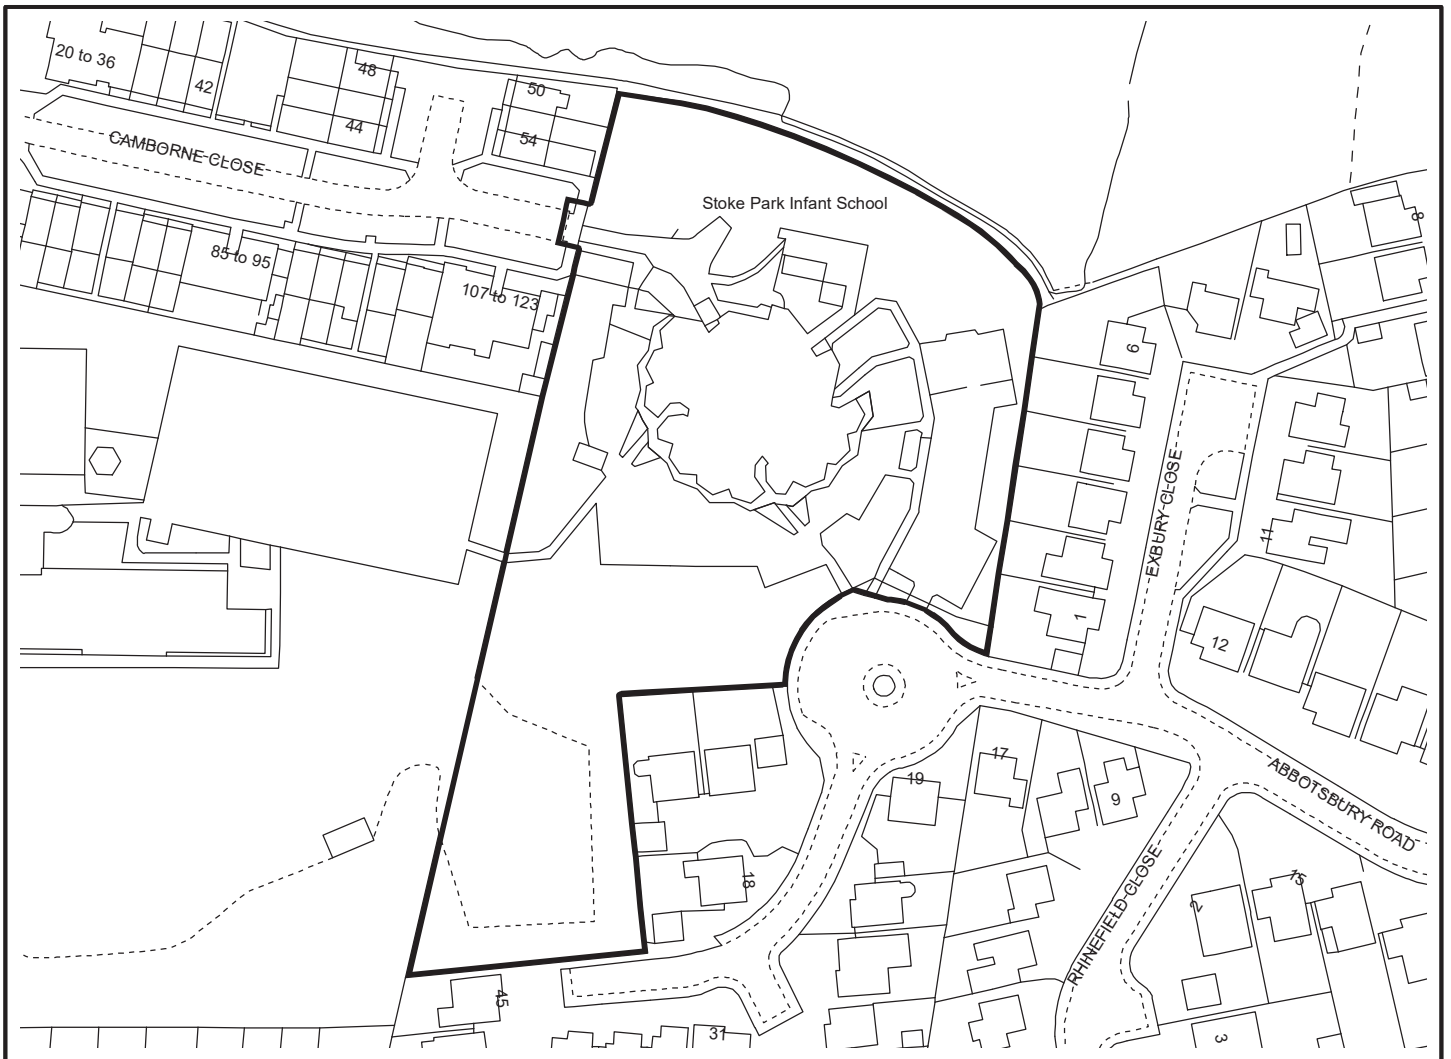 20 to 36
42
48
44
50
54
CAMBORNE CLOSE
Stoke Park Infant School
8
85 to 95
107 to 123
6
EXBURY CLOSE
11
1
12
ABBOTSBURY ROAD
17
19
9
18
15
2
RHINEFIELD CLOSE
45
31
3